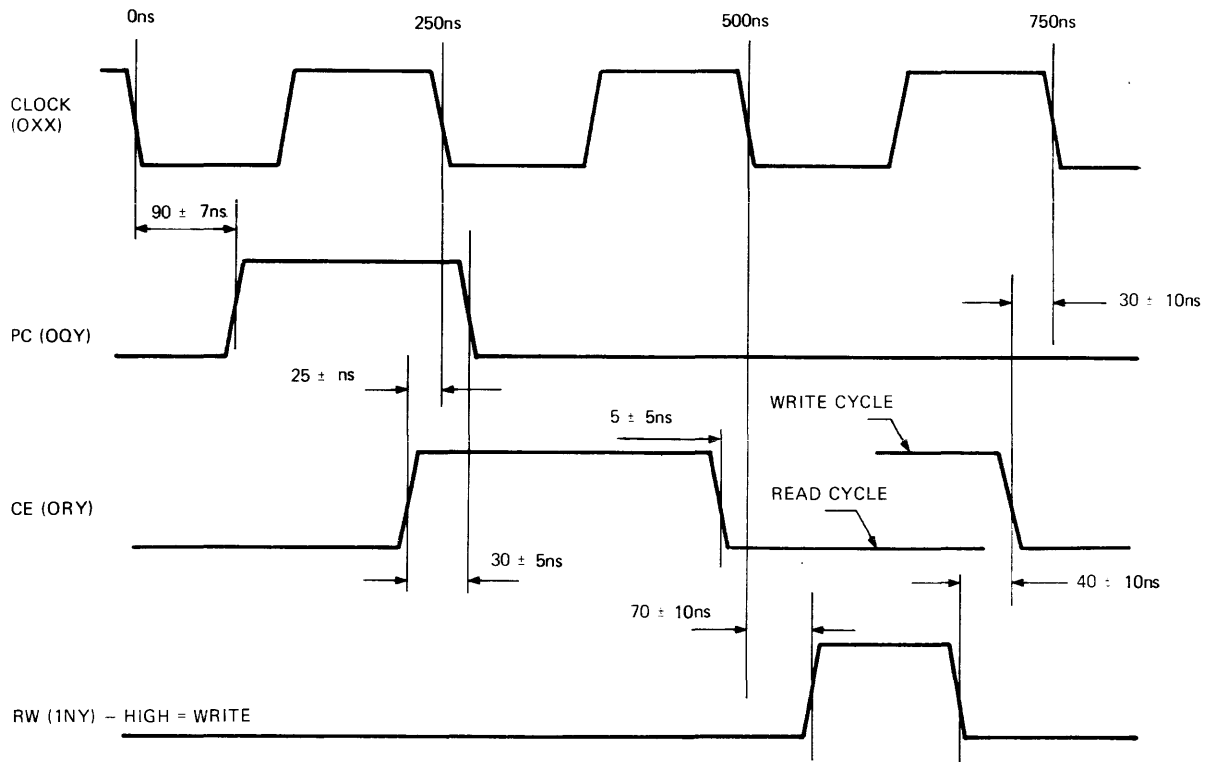 0ns
250ns
500ns
750ns
CLOCK
(OXX)
90 ± 7ns
PC (OQY)
30 ± 10ns
25 ± ns
5 ± 5ns
WRITE CYCLE
READ CYCLE
CE (ORY)
30 ± 5ns
40 ± 10ns
70 ± 10ns
RW (1NY) – HIGH = WRITE